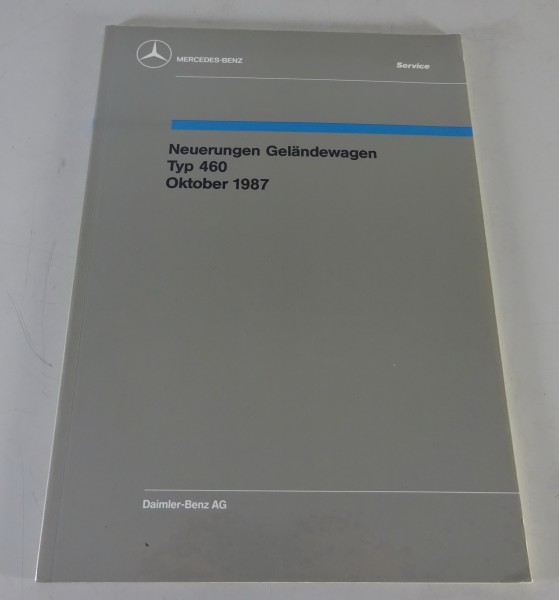 MERCEDES-BENZ
Service
Neuerungen Geländewagen
Typ 460
Oktober 1987
Daimler-Benz AG